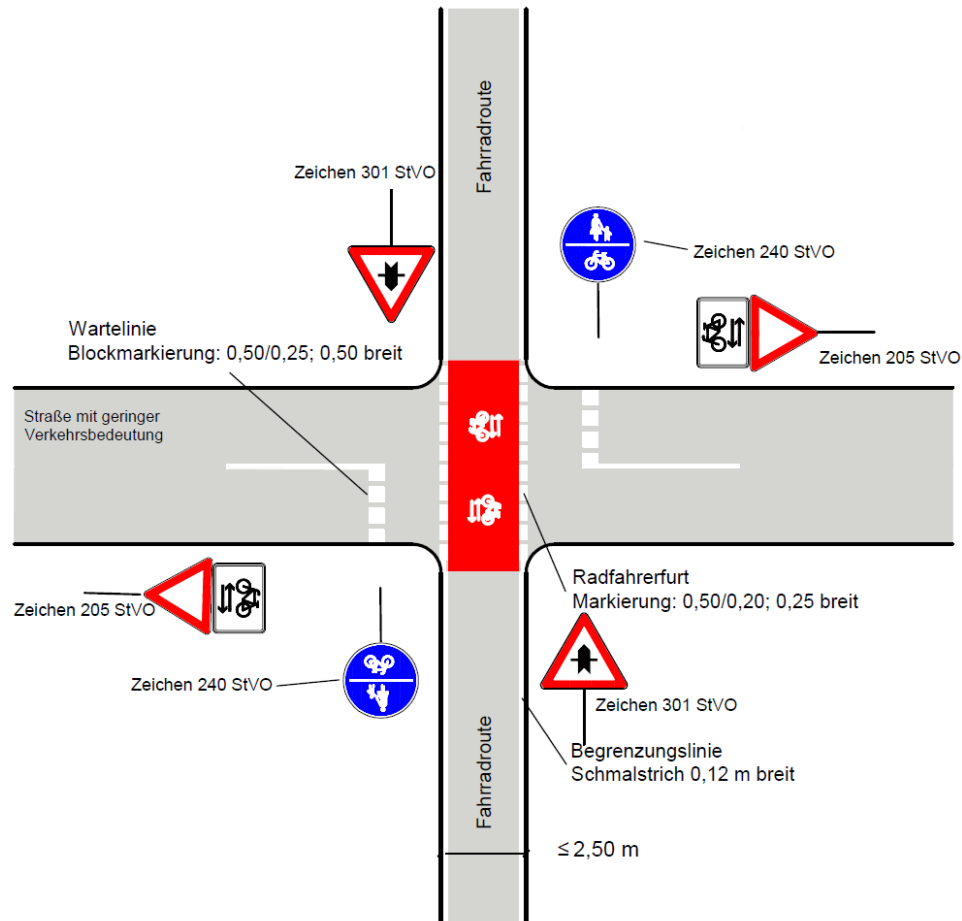 Fahrradroute
Zeichen 301 StVO
Zeichen 240 StVO
Wartelinie
Blockmarkierung: 0,50/0,25; 0,50 breit
Zeichen 205 StVO
Straße mit geringer
Verkehrsbedeutung
Radfahrerfurt
Markierung: 0,50/0,20; 0,25 breit
Zeichen 205 StVO
Zeichen 240 StVO
Zeichen 301 StVO
Begrenzungslinie
Schmalstrich 0,12 m breit
Fahrradroute
≤ 2,50 m